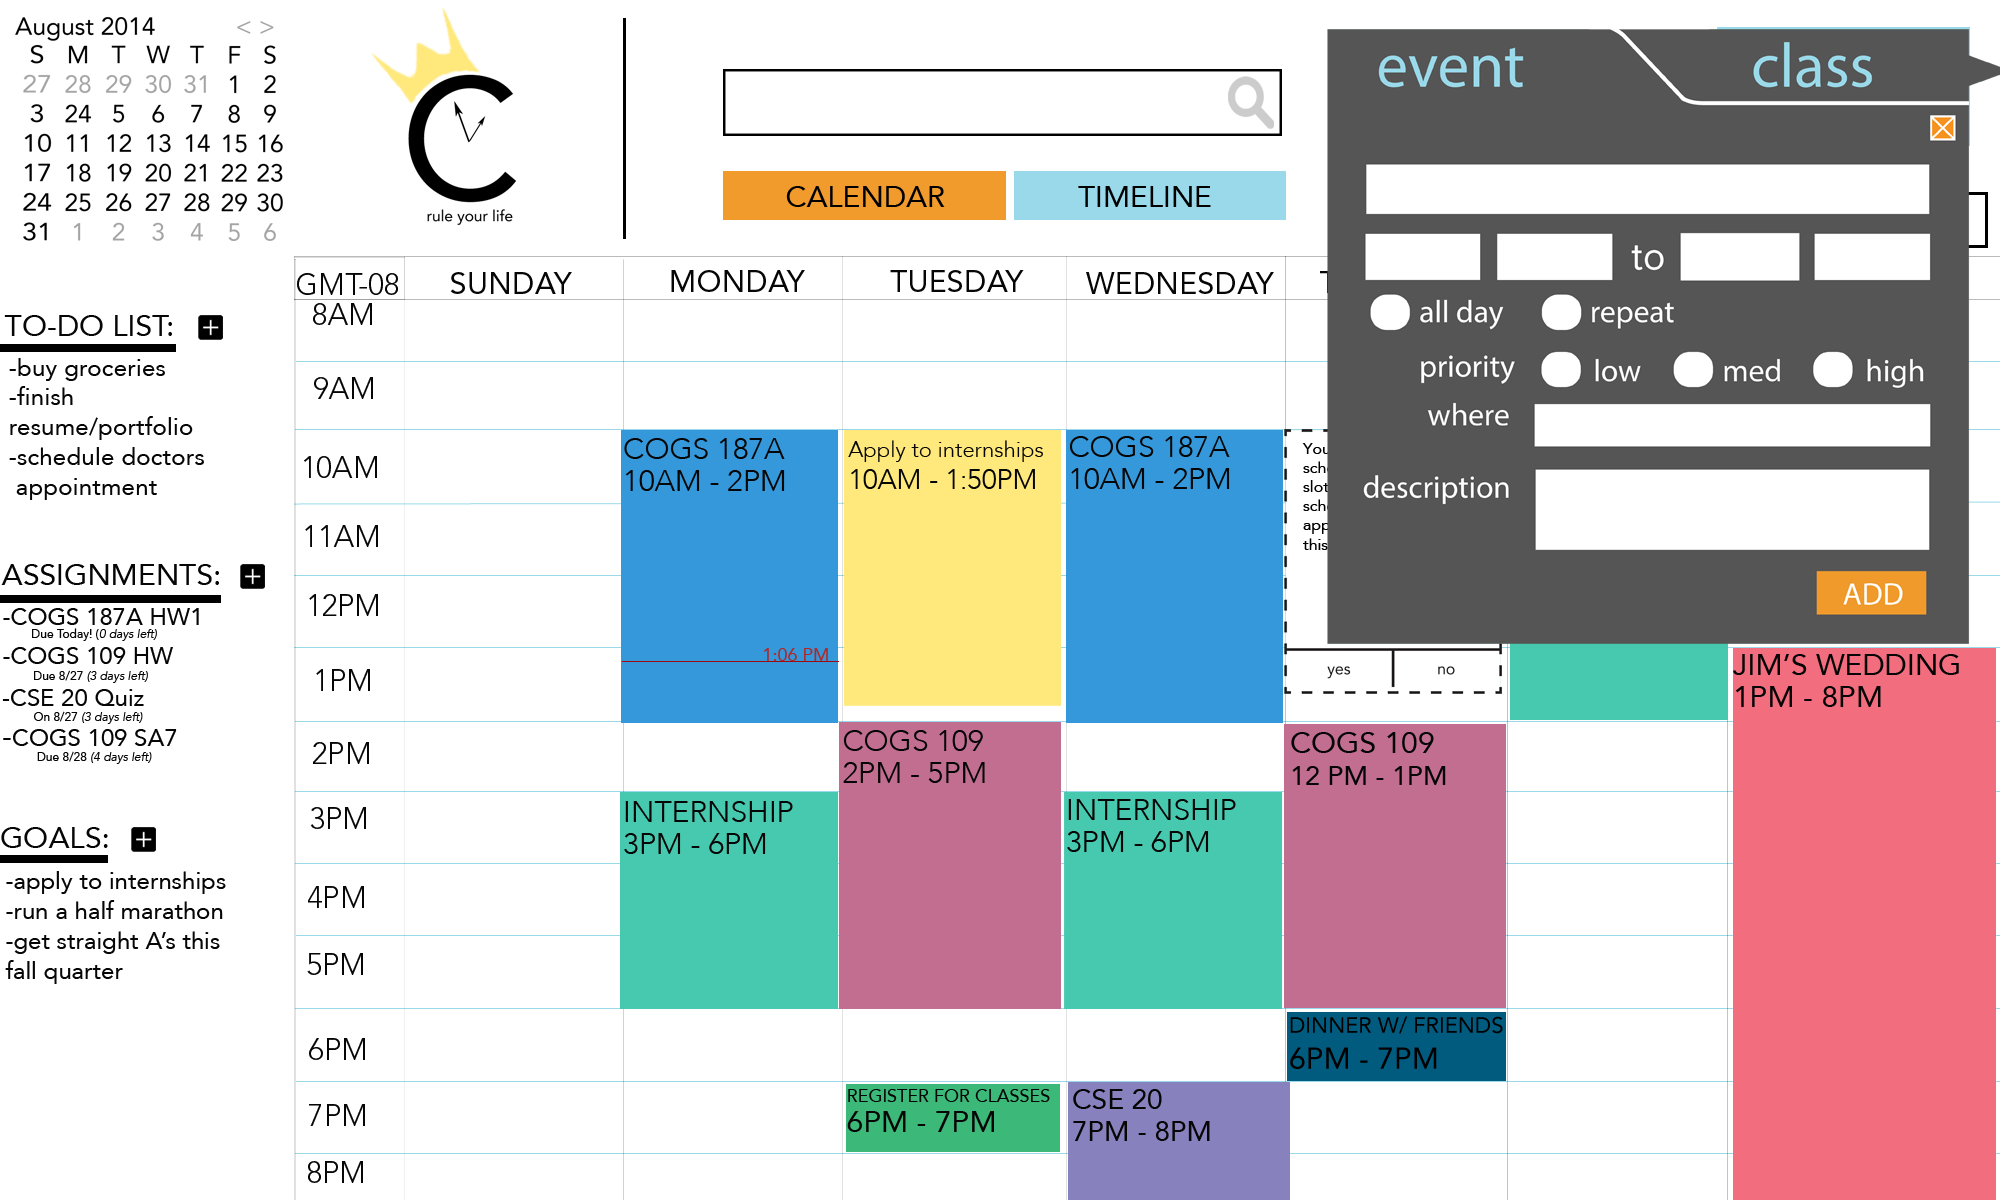 August 2014 < >
S M T W T F S
27 28 29 30 31 1 2
3 24 5 6 7 8 9
10 11 12 13 14 15 16
17 18 19 20 21 22 23
24 25 26 27 28 29 30
31 1 2 3 4 5 6
C
rule your life
CALENDAR
TIMELINE
event
class
to
all day
repeat
priority
low
med
high
where
description
ADD
TO-DO LIST: +
-buy groceries
-finish
resume/portfolio
-schedule doctors
appointment
ASSIGNMENTS: +
-COGS 187A HW1
Due Today! (0 days left)
-COGS 109 HW
Due 8/27 (3 days left)
-CSE 20 Quiz
On 8/27 (3 days left)
-COGS 109 SA7
Due 8/28 (4 days left)
GOALS: +
-apply to internships
-run a half marathon
-get straight A's this
fall quarter
GMT-08 SUNDAY MONDAY TUESDAY WEDNESDAY
8AM
9AM
10AM
11AM
12PM
1PM
2PM
3PM
4PM
5PM
6PM
7PM
8PM
COGS 187A
10AM - 2PM
1:06 PM
INTERNSHIP
3PM - 6PM
Apply to internships
10AM - 1:50PM
COGS 109
2PM - 5PM
REGISTER FOR CLASSES
6PM - 7PM
COGS 187A
10AM - 2PM
INTERNSHIP
3PM - 6PM
CSE 20
7PM - 8PM
You
this
yes
no
COGS 109
12 PM - 1PM
DINNER W/ FRIENDS
6PM - 7PM
JIM'S WEDDING
1PM - 8PM